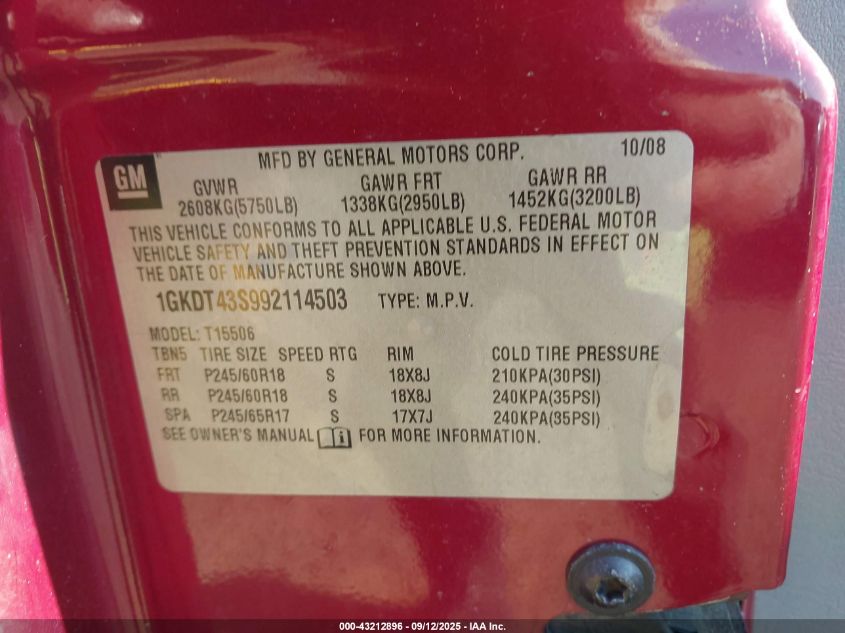 GM
MFD BY GENERAL MOTORS CORP. 10/08
GVWR GAWR FRT GAWR RR
2608KG(5750LB) 1338KG(2950LB) 1452KG(3200LB)
THIS VEHICLE CONFORMS TO ALL APPLICABLE U.S. FEDERAL MOTOR
VEHICLE SAFETY AND THEFT PREVENTION STANDARDS IN EFFECT ON
THE DATE OF MANUFACTURE SHOWN ABOVE.
1GKDT43S992114503 TYPE: M.P.V.
MODEL: T15506
TBN5 TIRE SIZE SPEED RTG RIM COLD TIRE PRESSURE
FRT P245/60R18 S 18X8J 210KPA(30PSI)
RR P245/60R18 S 18X8J 240KPA(35PSI)
SPA P245/65R17 S 17X7J 240KPA(35PSI)
SEE OWNER'S MANUAL FOR MORE INFORMATION.
000-43212896 - 09/12/2025 - IAA Inc.